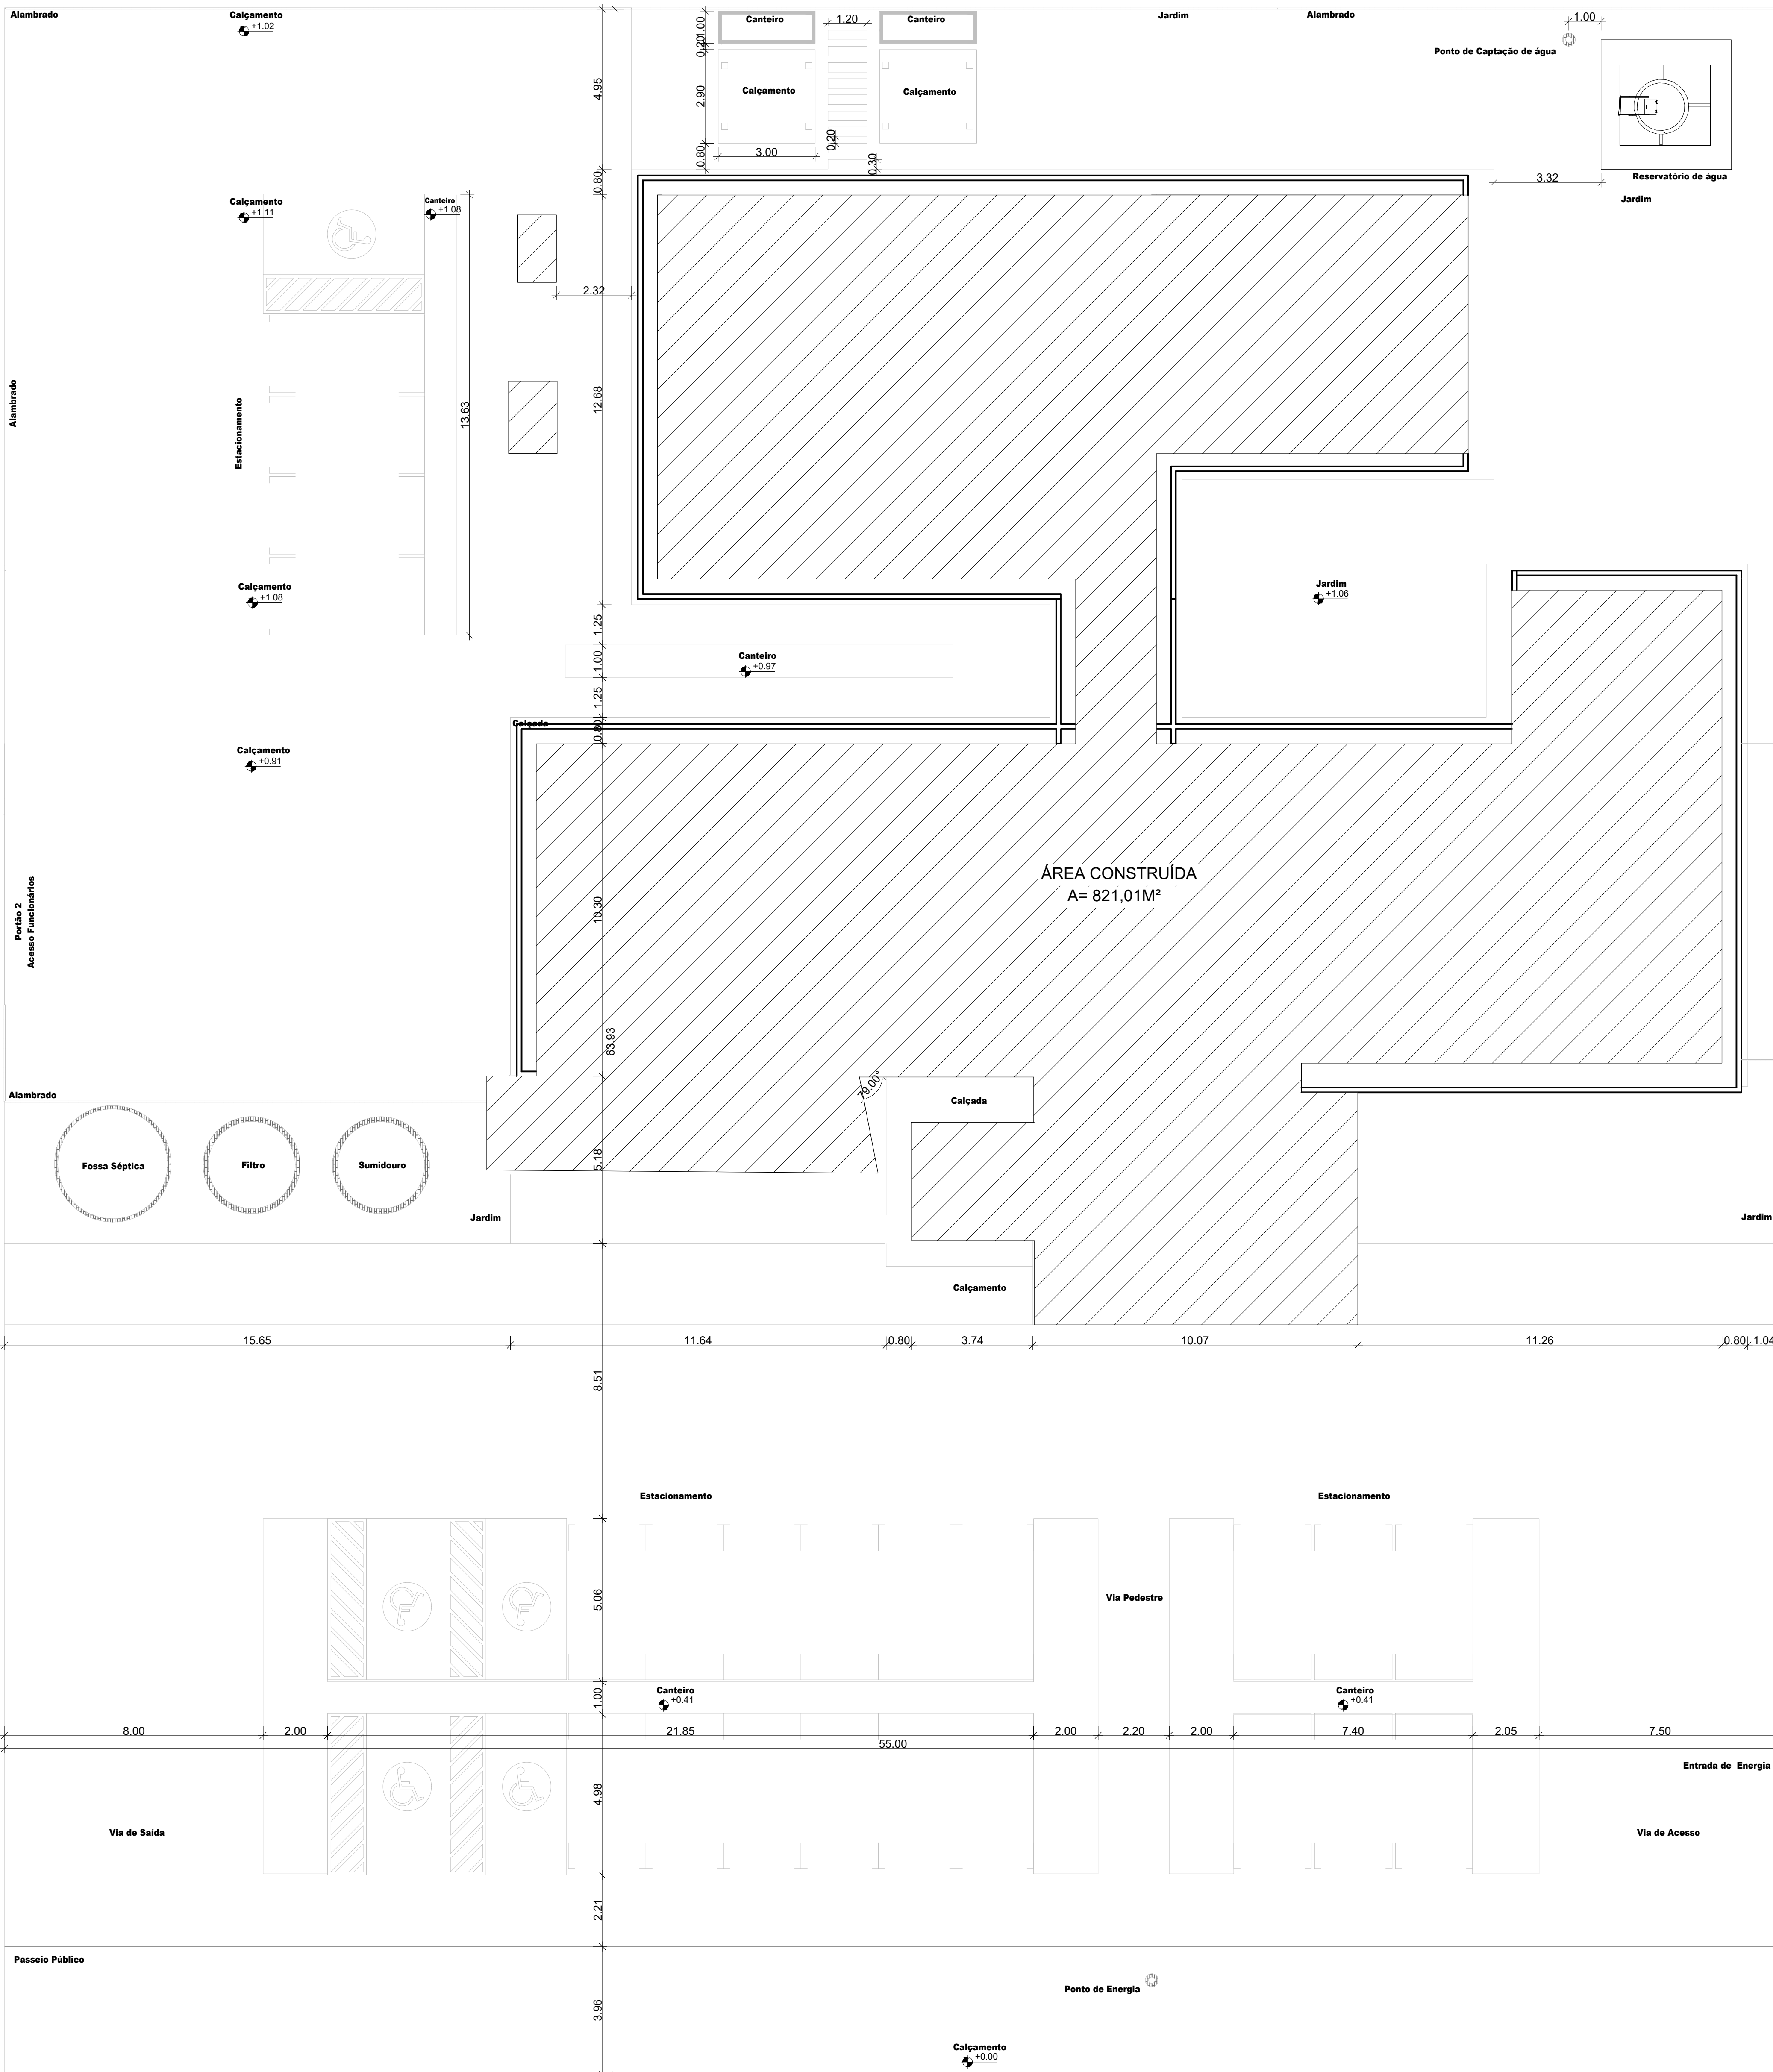 Alambrado
Calçamento
+1.02
Canteiro
1.20
Canteiro
Jardim
Alambrado
1.00
Ponto de Captação de água
1.00
0.20
4.95
2.90
Calçamento
Calçamento
0.20
3.00
0.80
0.30
0.80
3.32
Reservatório de água
Jardim
Calçamento
+1.11
Canteiro
+1.08
2.32
12.68
13.63
Alambrado
Estacionamento
Calçamento
+1.08
Jardim
+1.06
1.25
1.00
Canteiro
+0.97
1.25
Calçada
0.80
Calçamento
+0.91
ÁREA CONSTRUÍDA
A= 821,01M²
10.30
Portão 2
Acesso Funcionários
63.93
79.00°
Alambrado
Calçada
Fossa Séptica
Filtro
Sumidouro
5.18
Jardim
Jardim
Calçamento
15.65
11.64
0.80
3.74
10.07
11.26
0.80
1.04
8.51
Estacionamento
Estacionamento
5.06
Via Pedestre
1.00
Canteiro
+0.41
Canteiro
+0.41
8.00
2.00
21.85
2.00
2.20
2.00
7.40
2.05
7.50
55.00
Entrada de Energia
4.98
Via de Saída
Via de Acesso
2.21
Passeio Público
Ponto de Energia
3.96
Calçamento
+0.00